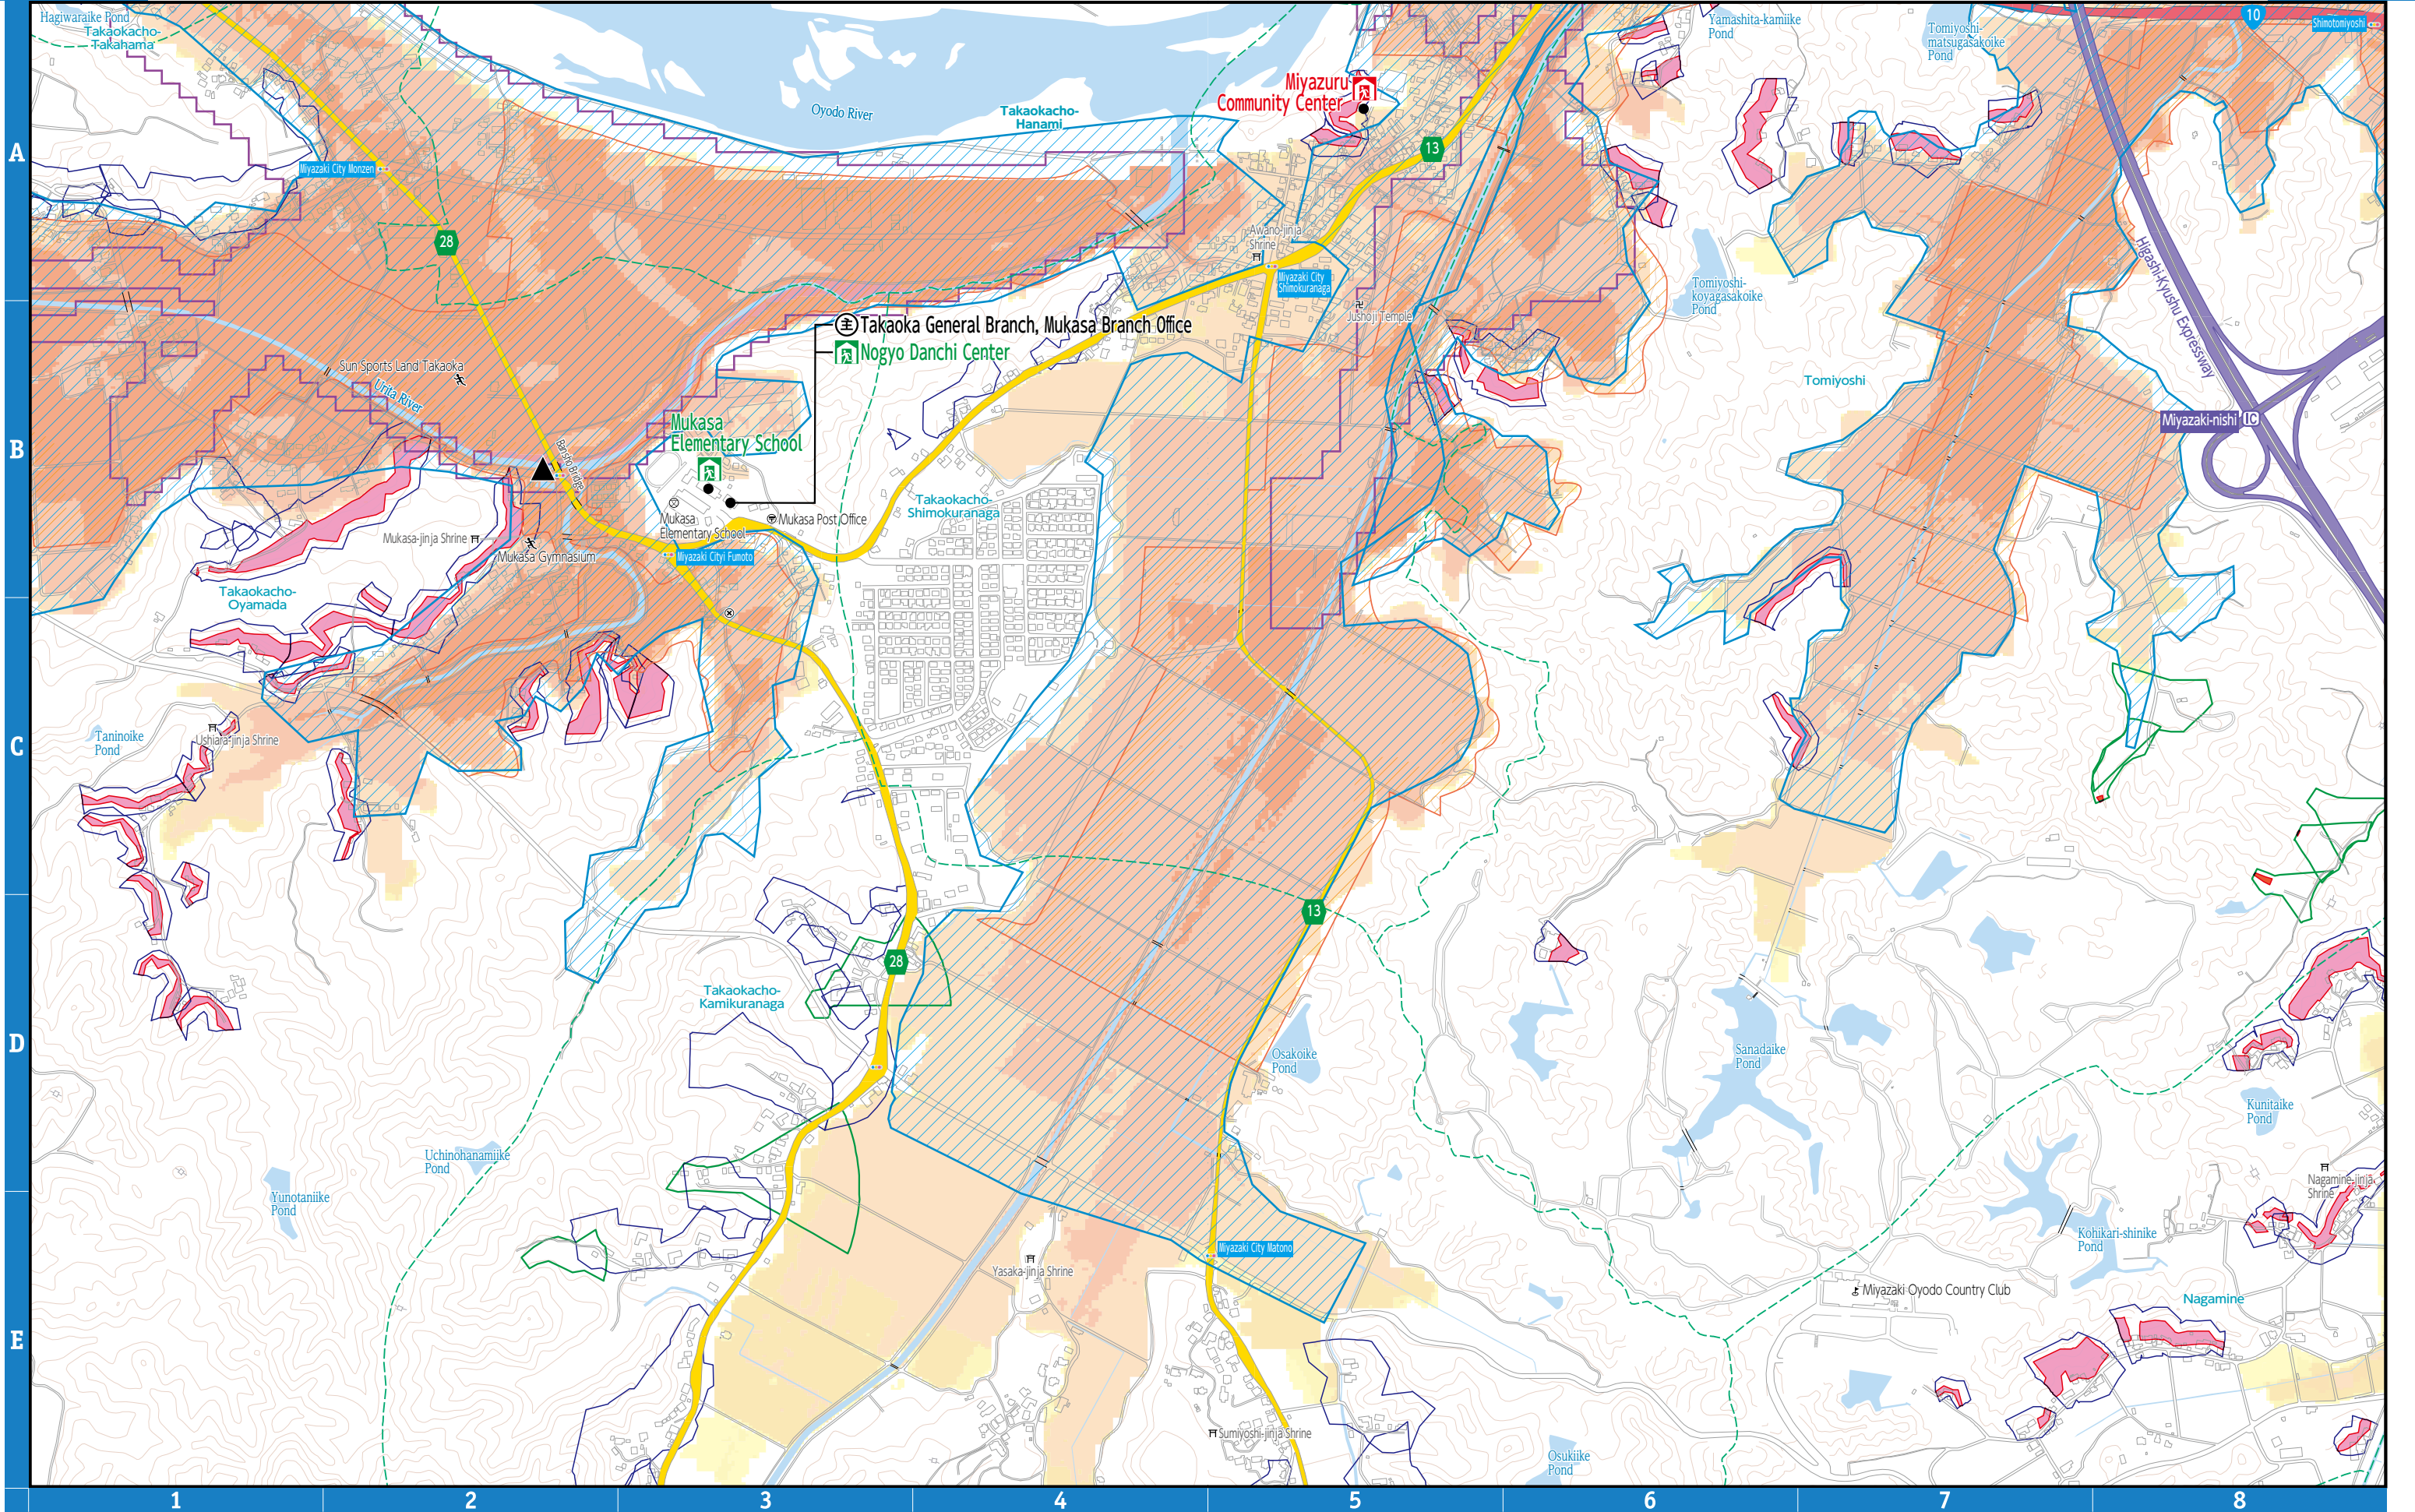 Hagiwaraike Pond
Takaokacho-
Takahama
Oyodo River
Takaokacho-
Hanami
Miyazuru
Community Center
Yamashita-kamiike
Pond
Tomiyoshi-
matsugasakoike
Pond
10
Shimotomiyoshi
A
Miyazaki City Monzen
13
28
Awano-jinja
Shrine
Miyazaki City
Shimokuranaga
Jushoji Temple
Tomiyoshi-
koyagasakoike
Pond
Higashi-Kyushu Expressway
主 Takaoka General Branch, Mukasa Branch Office
Nogyo Danchi Center
Sun Sports Land Takaoka
Urita River
Tomiyoshi
Miyazaki-nishi IC
B
Mukasa
Elementary School
Bansho Bridge
Takaokacho-
Shimokuranaga
Mukasa
Elementary School
Mukasa Post Office
Mukasa-jinja Shrine
Mukasa Gymnasium
Miyazaki Cityi Fumoto
Takaokacho-
Oyamada
C
Taninoike
Pond
Ushiara-jinja Shrine
13
28
Takaokacho-
Kamikuranaga
D
Osakoike
Pond
Sanadaike
Pond
Kunitaike
Pond
Uchinohanamiike
Pond
Yunotaniike
Pond
Nagamine-jinja
Shrine
Kohikari-shinike
Pond
Miyazaki City Matono
Yasaka-jinja Shrine
Miyazaki Oyodo Country Club
Nagamine
E
Sumiyoshi-jinja Shrine
Osukiike
Pond
1 2 3 4 5 6 7 8